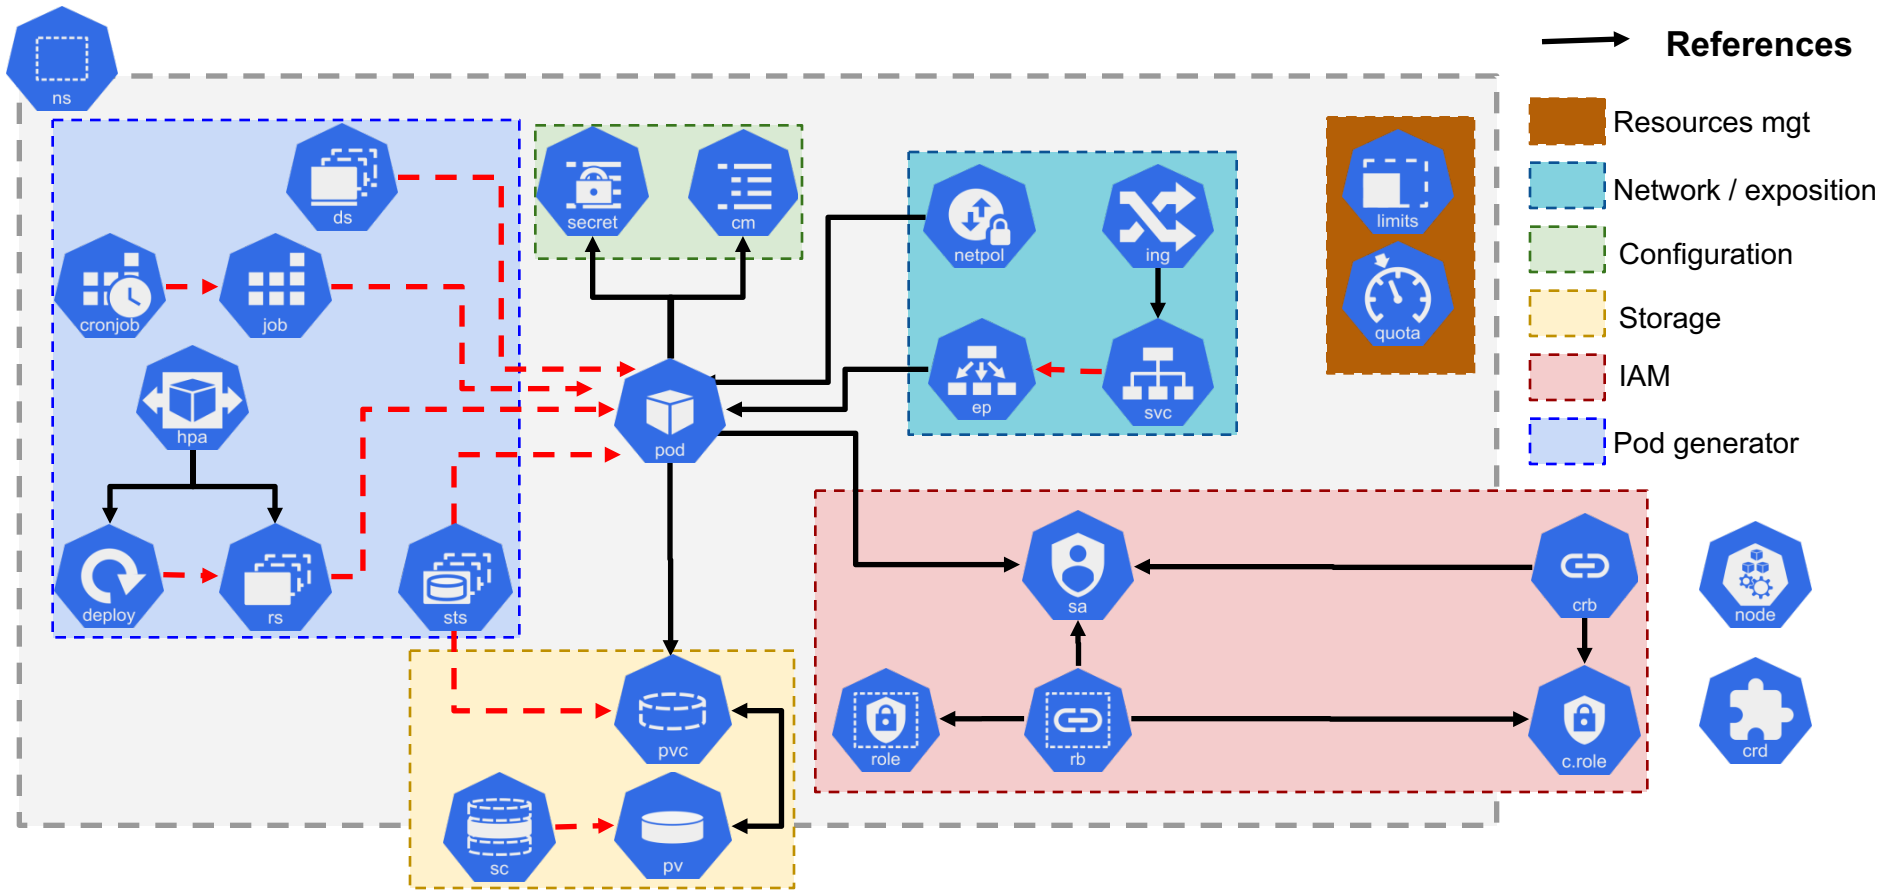 ns
References
Resources mgt
Network / exposition
Configuration
Storage
IAM
Pod generator
ds
secret
cm
netpol
ing
limits
cronjob
job
quota
hpa
pod
ep
svc
deploy
rs
sts
sa
crb
node
pvc
role
rb
c.role
crd
sc
pv